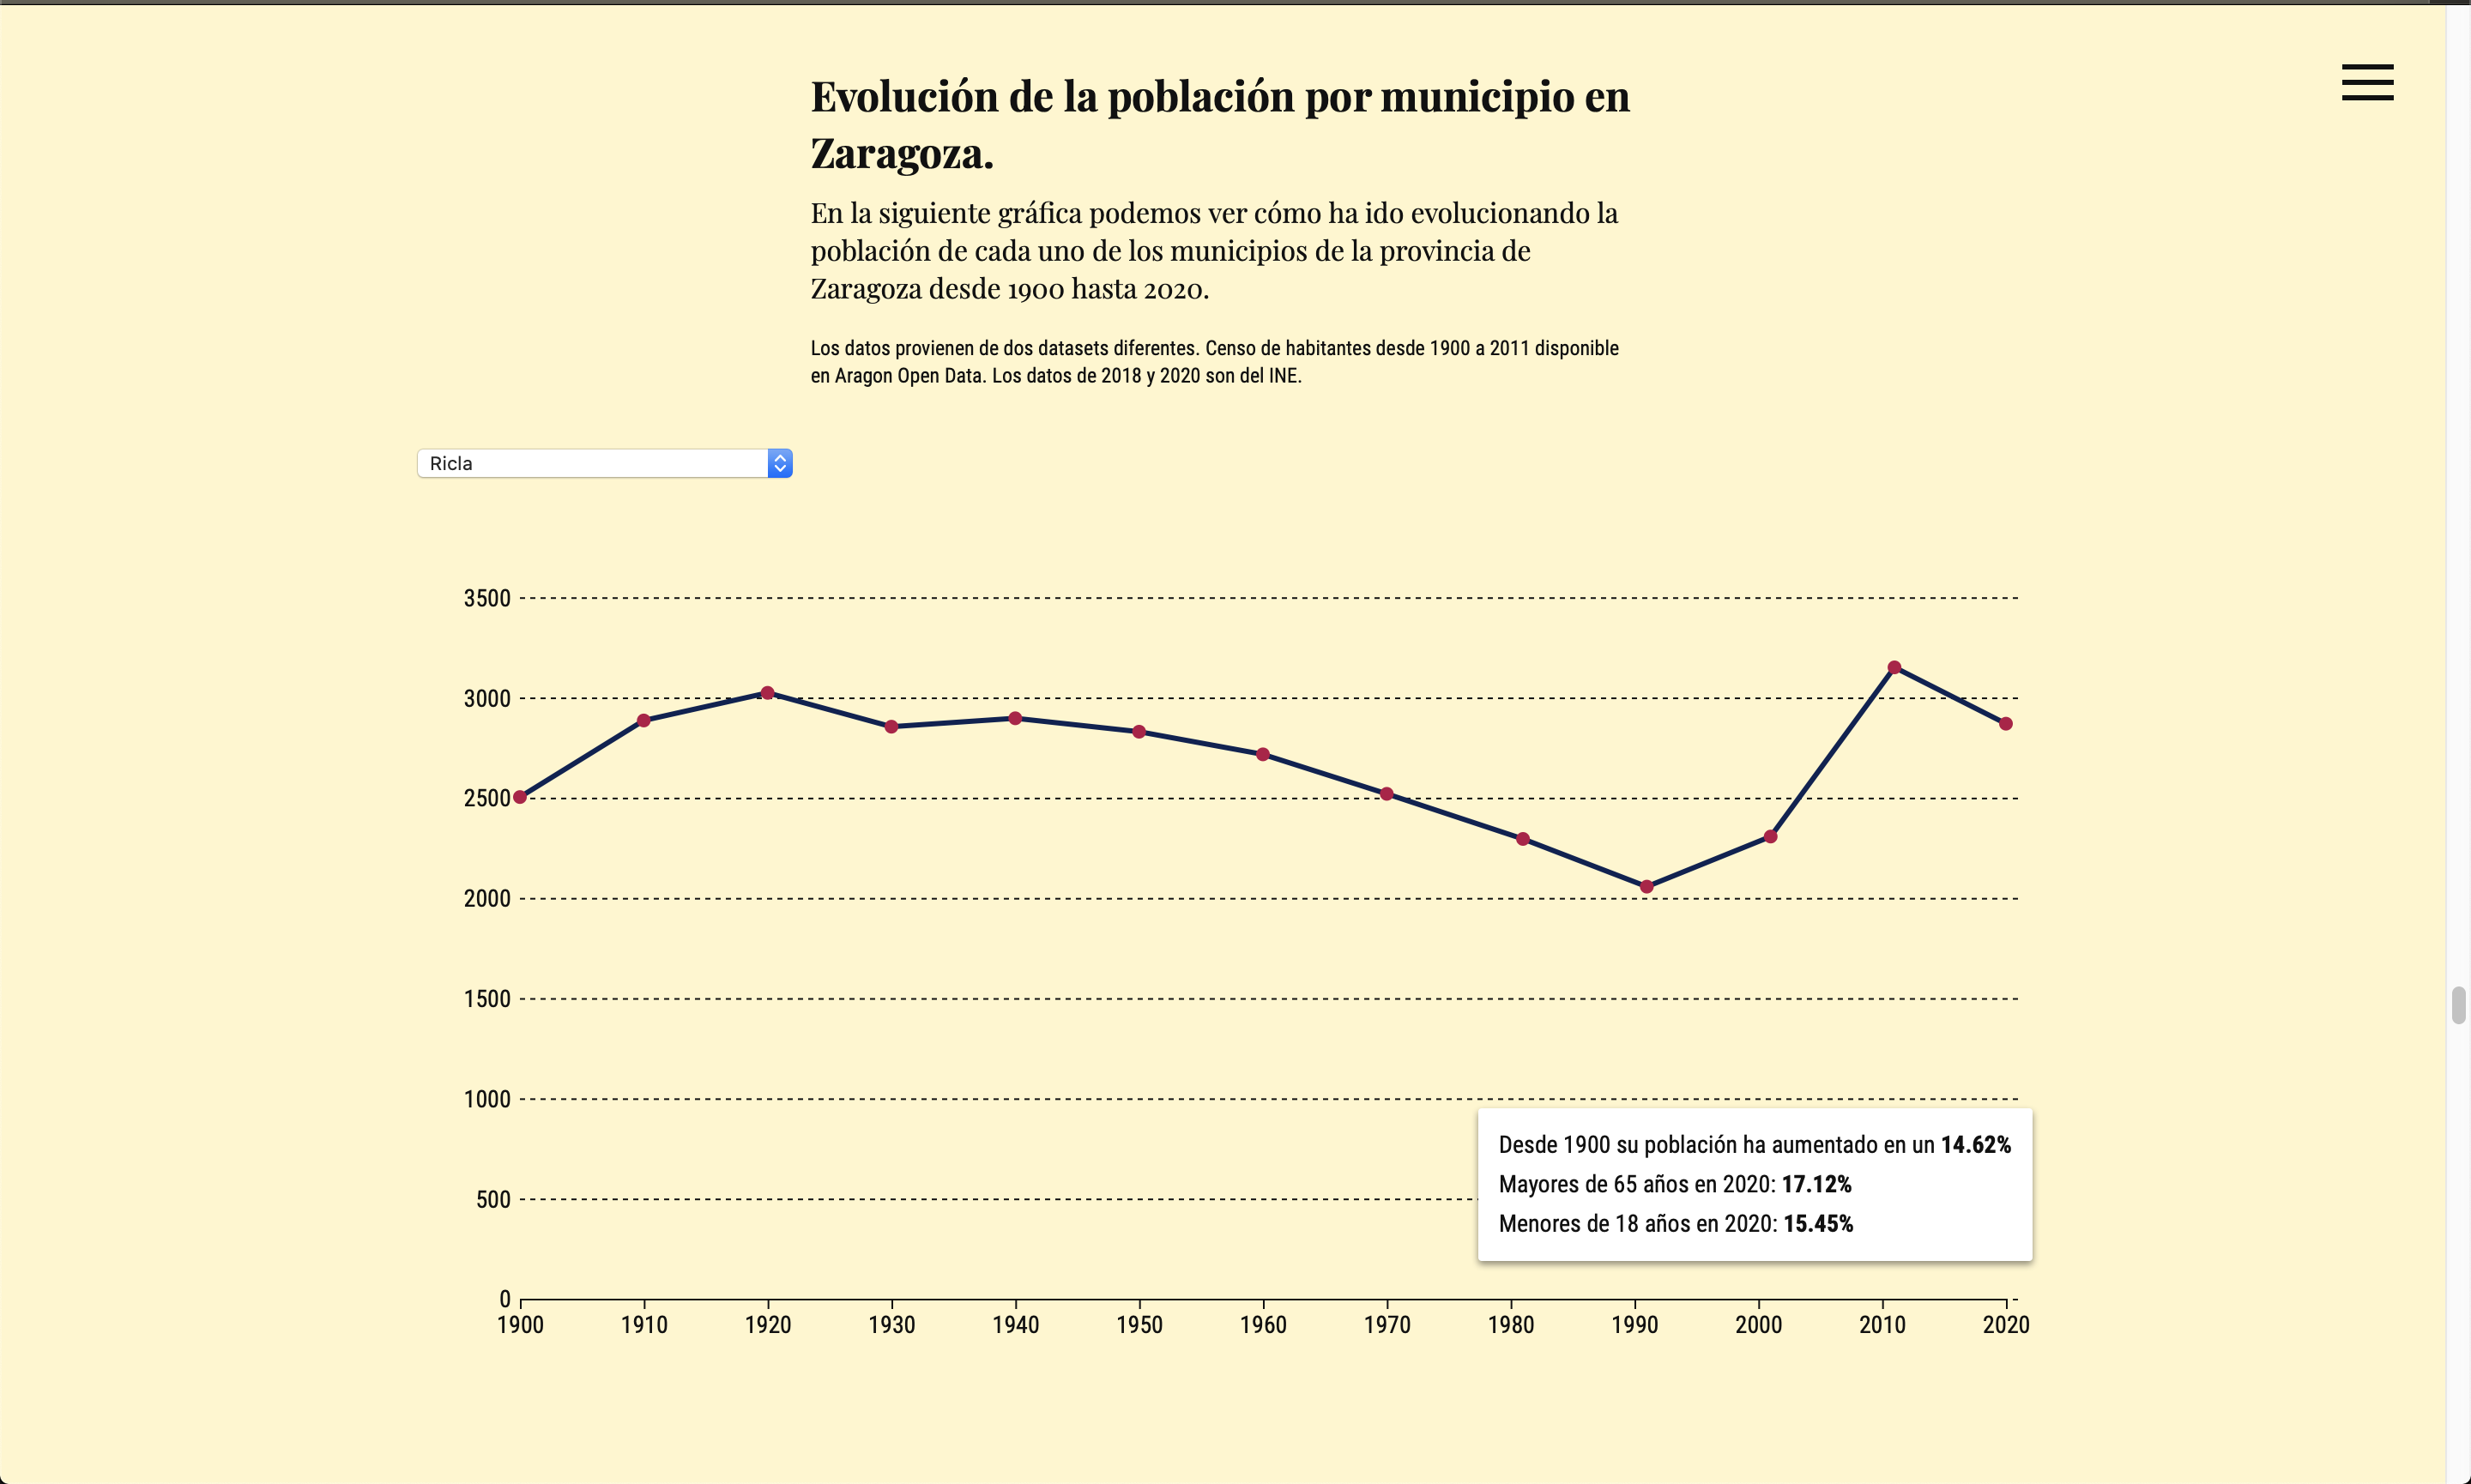 Evolución de la población por municipio en
Zaragoza.
En la siguiente gráfica podemos ver cómo ha ido evolucionando la
población de cada uno de los municipios de la provincia de
Zaragoza desde 1900 hasta 2020.
Los datos provienen de dos datasets diferentes. Censo de habitantes desde 1900 a 2011 disponible
en Aragon Open Data. Los datos de 2018 y 2020 son del INE.
Ricla
3500
3000
2500
2000
1500
1000
500
0
Desde 1900 su población ha aumentado en un 14.62%
Mayores de 65 años en 2020: 17.12%
Menores de 18 años en 2020: 15.45%
1900 1910 1920 1930 1940 1950 1960 1970 1980 1990 2000 2010 2020